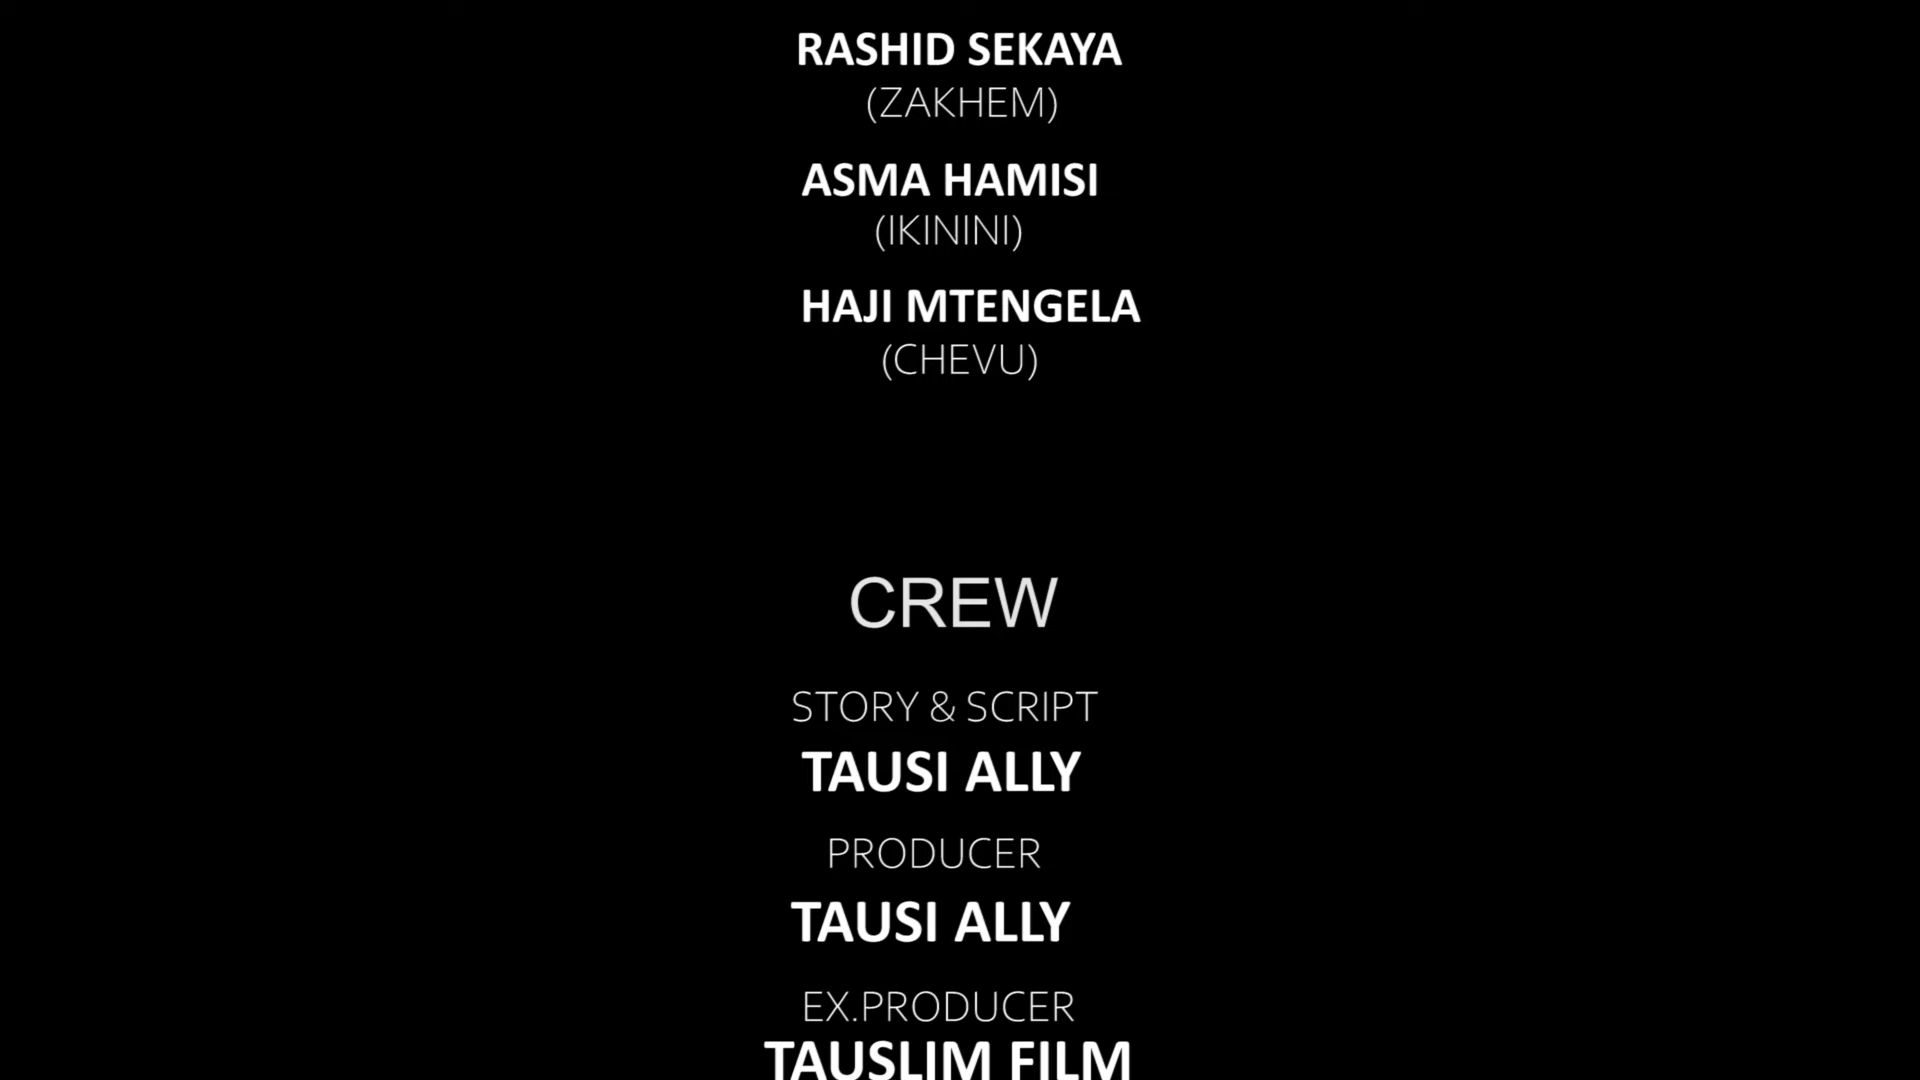 RASHID SEKAYA
(ZAKHEM)
ASMA HAMISI
(IKININI)
HAJI MTENGELA
(CHEVU)
CREW
STORY & SCRIPT
TAUSI ALLY
PRODUCER
TAUSI ALLY
EX.PRODUCER
TAUSLIM FILM